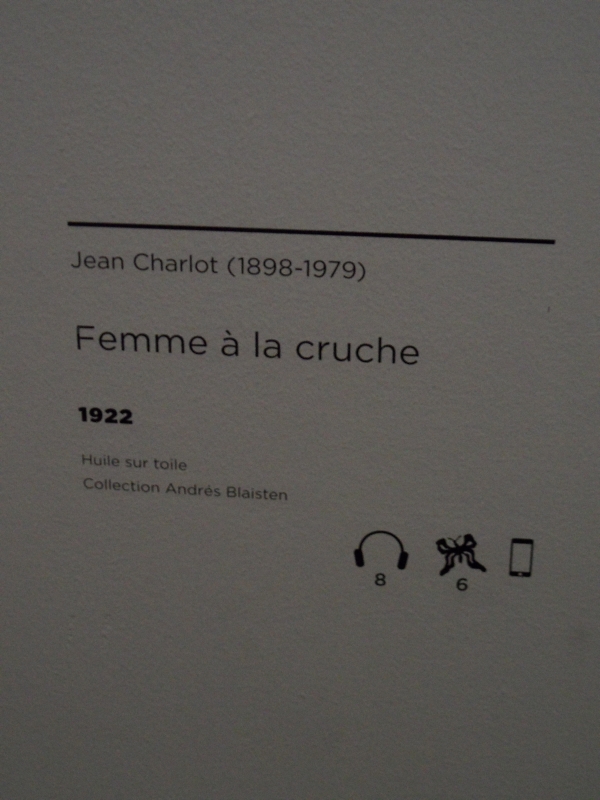 Jean Charlot (1898-1979)
Femme à la cruche
1922
Huile sur toile
Collection Andrés Blaisten
8
6